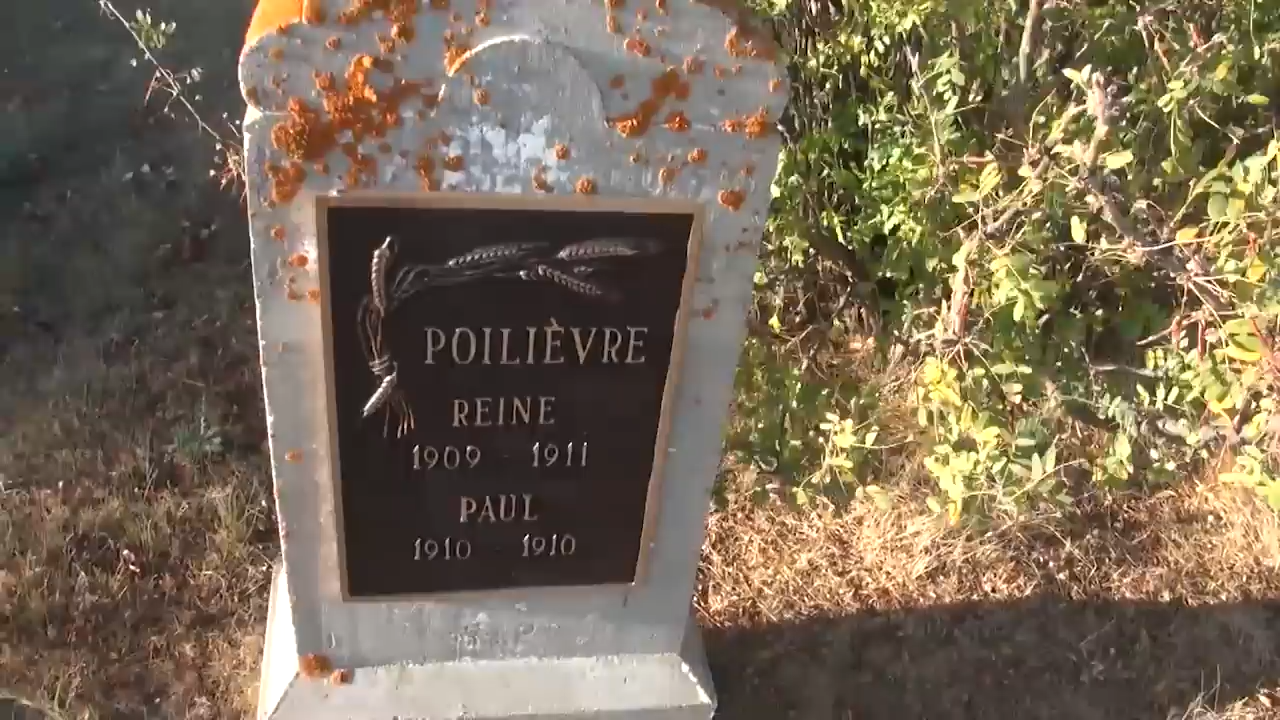 POILIÈVRE
REINE
1909 - 1911
PAUL
1910 - 1910